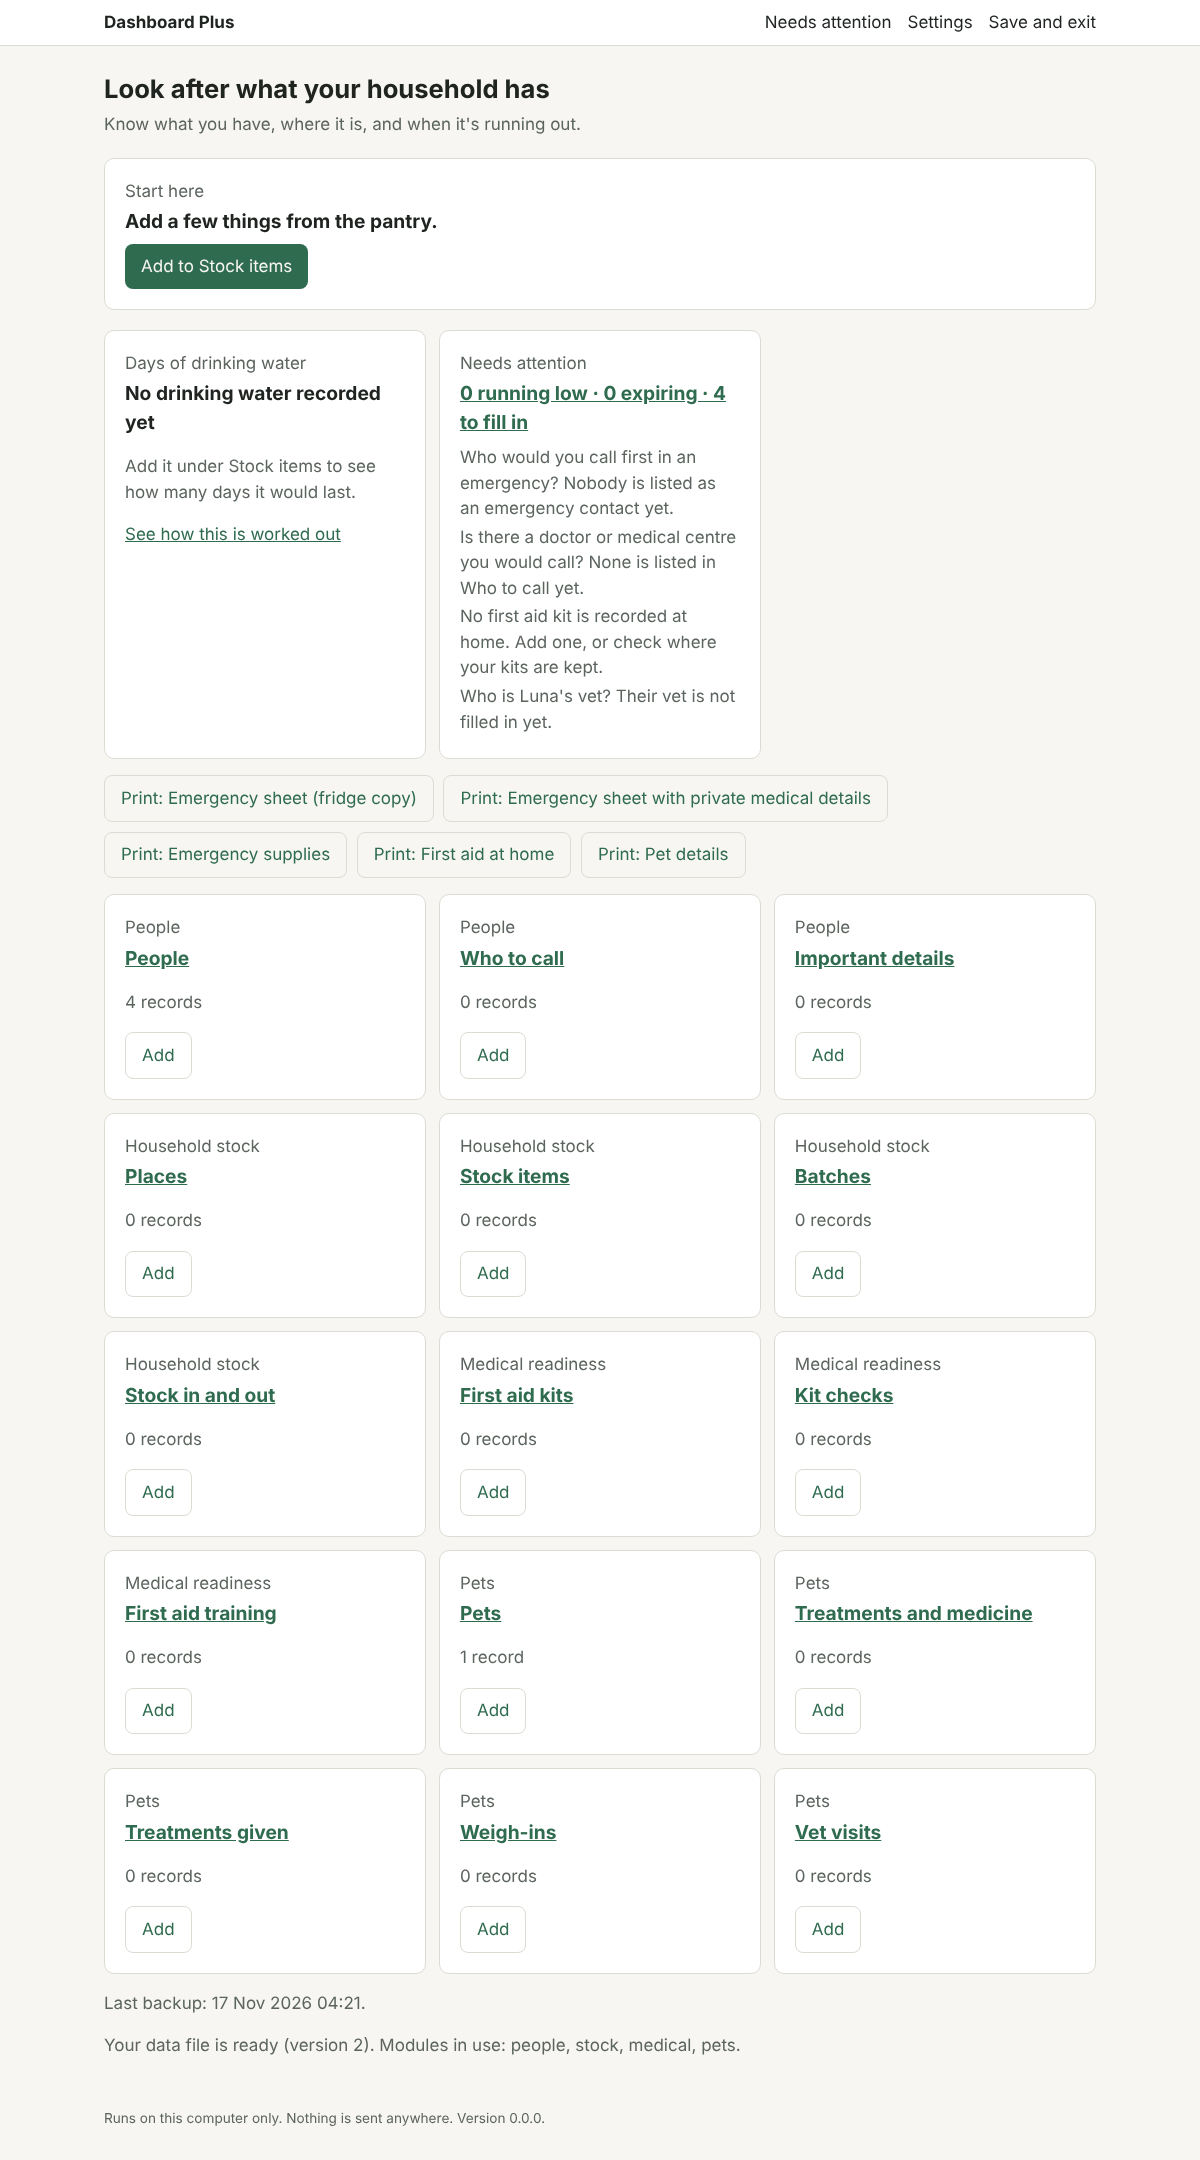 Dashboard Plus
Needs attention Settings Save and exit
Look after what your household has
Know what you have, where it is, and when it's running out.
Start here
Add a few things from the pantry.
Add to Stock items
Days of drinking water
No drinking water recorded
yet
Add it under Stock items to see
how many days it would last.
See how this is worked out
Needs attention
0 running low · 0 expiring · 4
to fill in
Who would you call first in an
emergency? Nobody is listed as
an emergency contact yet.
Is there a doctor or medical centre
you would call? None is listed in
Who to call yet.
No first aid kit is recorded at
home. Add one, or check where
your kits are kept.
Who is Luna's vet? Their vet is not
filled in yet.
Print: Emergency sheet (fridge copy)
Print: Emergency sheet with private medical details
Print: Emergency supplies
Print: First aid at home
Print: Pet details
People
People
4 records
Add
People
Who to call
0 records
Add
People
Important details
0 records
Add
Household stock
Places
0 records
Add
Household stock
Stock items
0 records
Add
Household stock
Batches
0 records
Add
Household stock
Stock in and out
0 records
Add
Medical readiness
First aid kits
0 records
Add
Medical readiness
Kit checks
0 records
Add
Medical readiness
First aid training
0 records
Add
Pets
Pets
1 record
Add
Pets
Treatments and medicine
0 records
Add
Pets
Treatments given
0 records
Add
Pets
Weigh-ins
0 records
Add
Pets
Vet visits
0 records
Add
Last backup: 17 Nov 2026 04:21.
Your data file is ready (version 2). Modules in use: people, stock, medical, pets.
Runs on this computer only. Nothing is sent anywhere. Version 0.0.0.